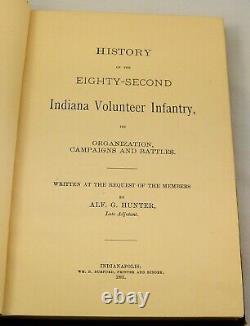 HISTORY
OF THE
EIGHTY-SECOND
Indiana Volunteer Infantry,
ITS
ORGANIZATION,
CAMPAIGNS AND BATTLES.
WRITTEN AT THE REQUEST OF THE MEMBERS
BY
ALF. G. HUNTER,
Late Adjutant.
INDIANAPOLIS:
WM. B. BURFORD, PRINTER AND BINDER.
1893.